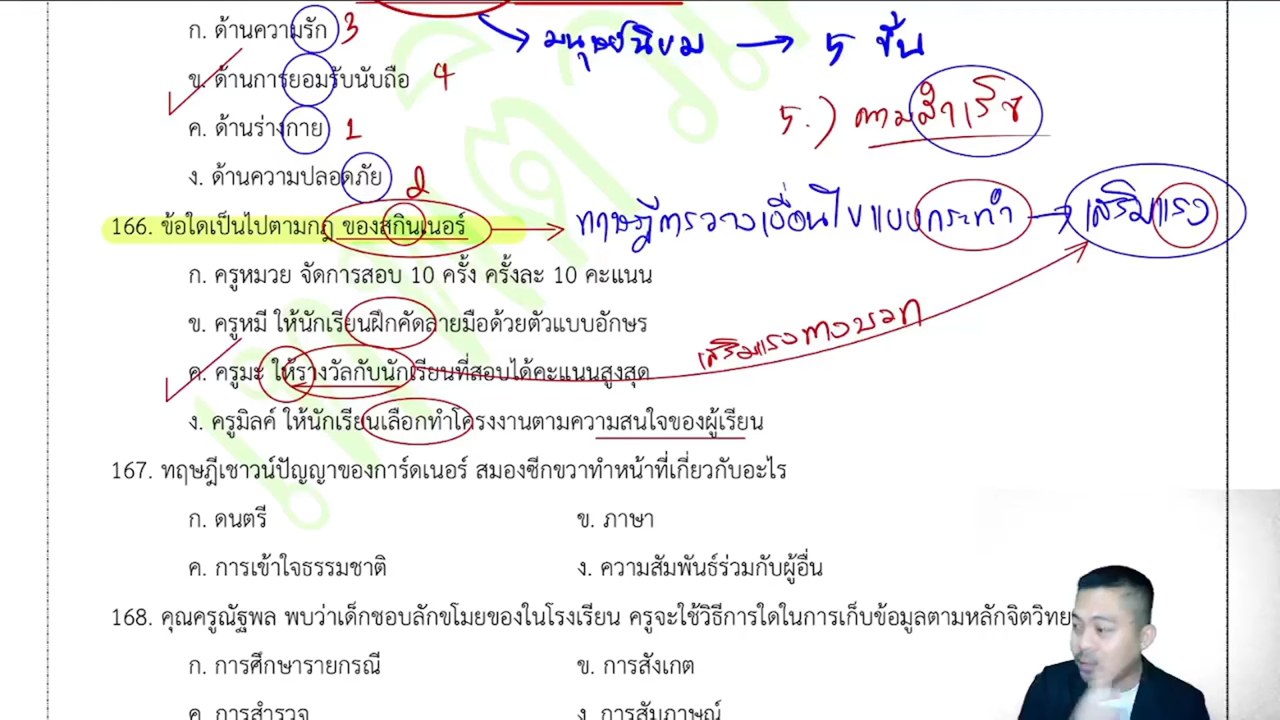 ก. ด้านความรัก 3
→ มนุษย์นิยม → 5 ขั้น
ข. ด้านการยอมรับนับถือ 4
5.) ความสำเร็จ
ค. ด้านร่างกาย 1
ง. ด้านความปลอดภัย 2
166. ข้อใดเป็นไปตามกฎ ของสกินเนอร์ → ทฤษฎีการวางเงื่อนไขแบบกระทำ → เสริมแรง
ก. ครูหมวย จัดการสอบ 10 ครั้ง ครั้งละ 10 คะแนน
ข. ครูหมี ให้นักเรียนฝึกคัดลายมือด้วยตัวแบบอักษร
เสริมแรงทางบวก
ค. ครูมะ ให้รางวัลกับนักเรียนที่สอบได้คะแนนสูงสุด
ง. ครูมิลค์ ให้นักเรียนเลือกทำโครงงานตามความสนใจของผู้เรียน
167. ทฤษฎีเชาวน์ปัญญาของการ์ดเนอร์ สมองซีกขวาทำหน้าที่เกี่ยวกับอะไร
ก. ดนตรี ข. ภาษา
ค. การเข้าใจธรรมชาติ ง. ความสัมพันธ์ร่วมกับผู้อื่น
168. คุณครูณัฐพล พบว่าเด็กชอบลักขโมยของในโรงเรียน ครูจะใช้วิธีการใดในการเก็บข้อมูลตามหลักจิตวิทย
ก. การศึกษารายกรณี ข. การสังเกต
ค. การสำรวจ ง. การสัมภาษณ์